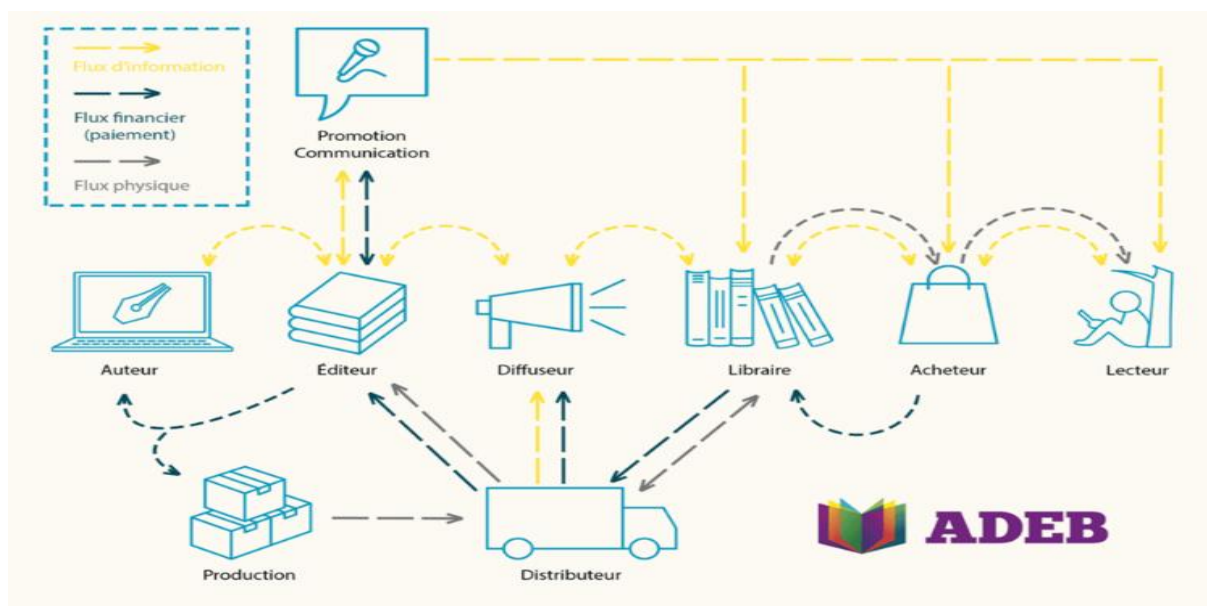 Flux d'information
Flux financier
(paiement)
Flux physique
Promotion
Communication
Auteur
Éditeur
Diffuseur
Libraire
Acheteur
Lecteur
Production
Distributeur
ADEB